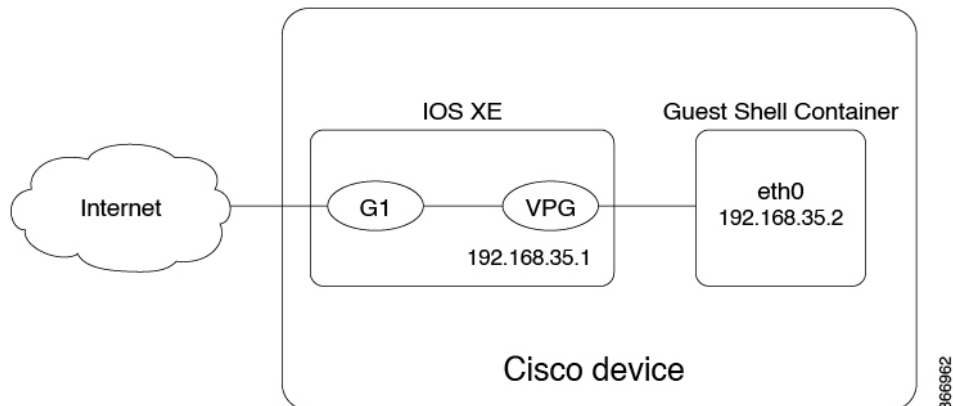 IOS XE
Guest Shell Container
Internet
G1
VPG
eth0
192.168.35.2
192.168.35.1
Cisco device
366962